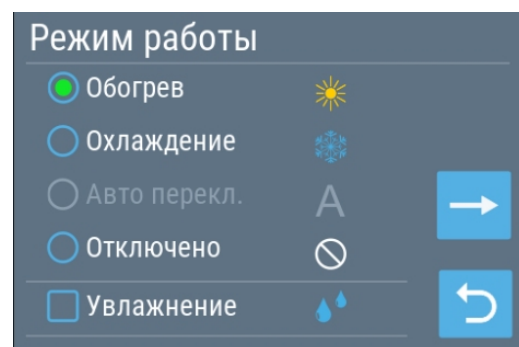 Режим работы
Обогрев
Охлаждение
Авто перекл. A
Отключено
Увлажнение